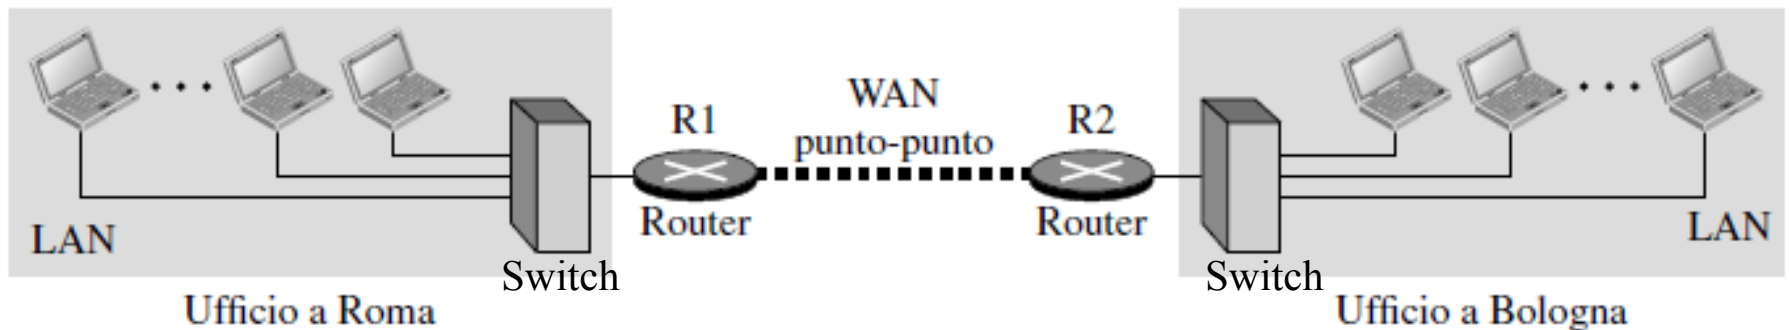 LAN
Switch
Ufficio a Roma
R1
Router
WAN
punto-punto
R2
Router
Switch
LAN
Ufficio a Bologna